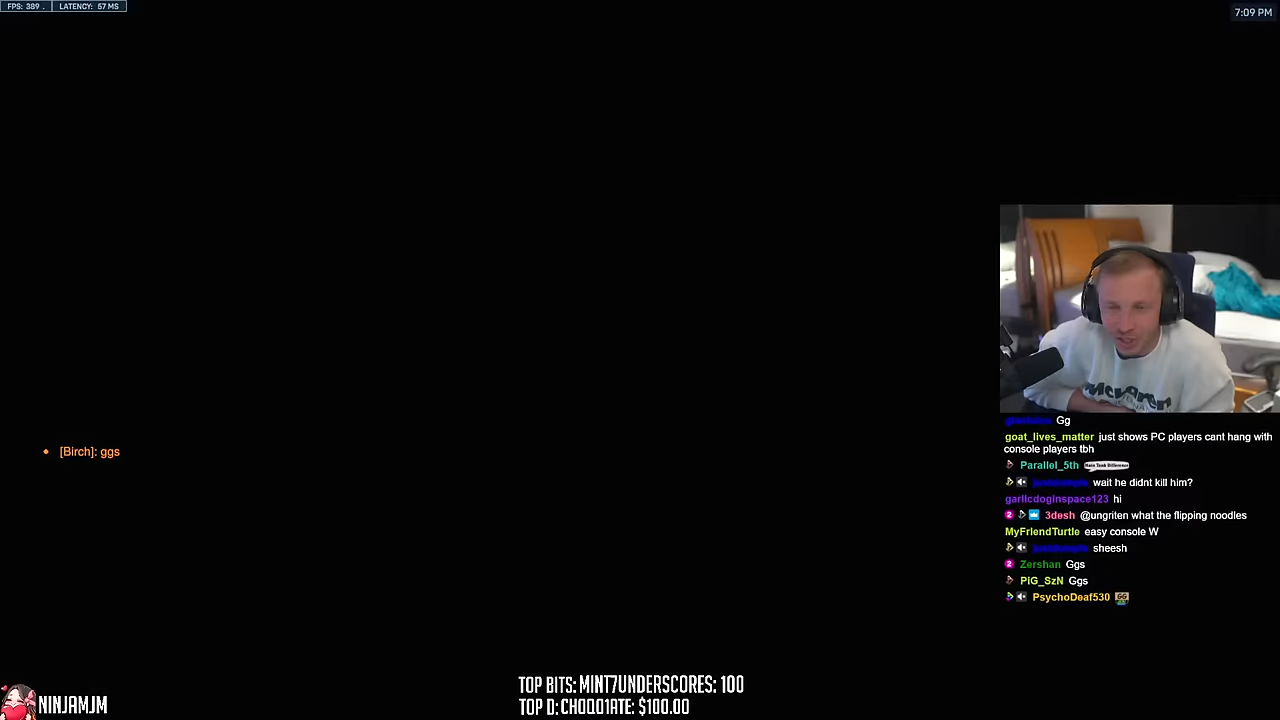 FPS: 389 . LATENCY: 57 MS
7:09 PM
[Birch]: ggs
Gg
goat_lives_matter just shows PC players cant hang with
console players tbh
Parallel_5th
wait he didnt kill him?
garlicdoginspace123 hi
3desh @ungriten what the flipping noodles
MyFriendTurtle easy console W
sheesh
Zershan Ggs
PiG_SzN Ggs
PsychoDeaf530 GG
NINJAMJM
TOP BITS: MINT7UNDERSCORES: 100
TOP D: CHOQO1ATE: $100.00